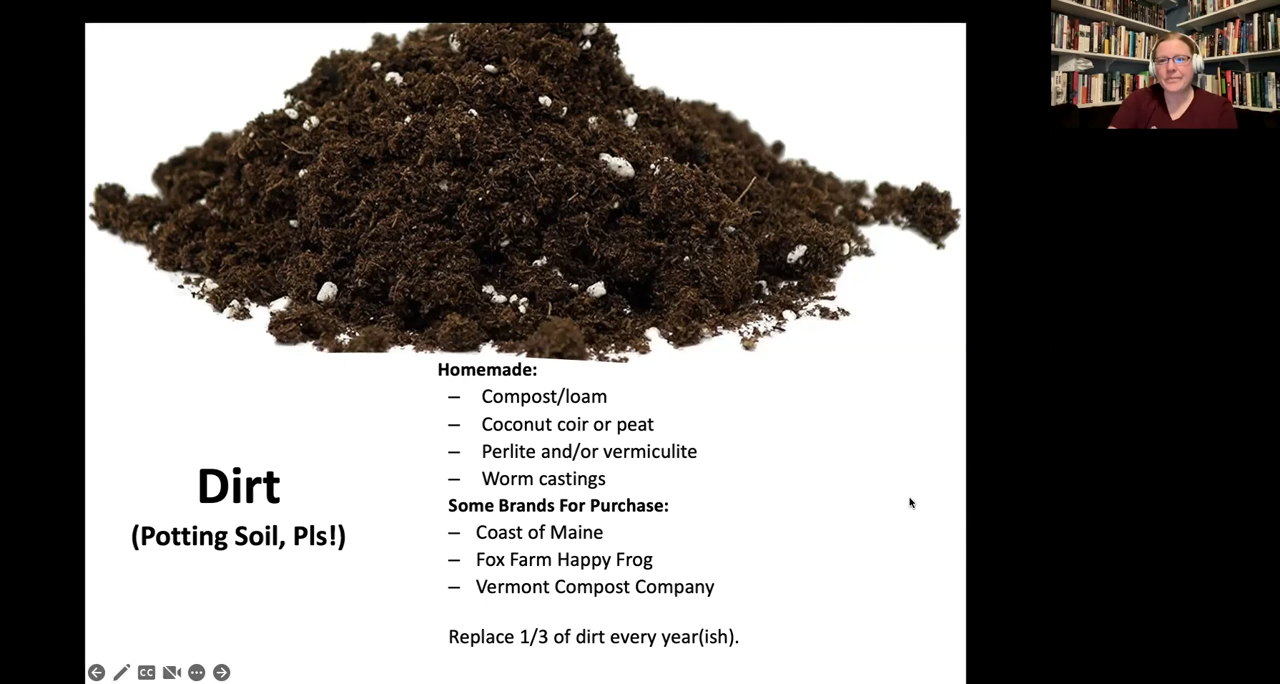 Homemade:
– Compost/loam
– Coconut coir or peat
– Perlite and/or vermiculite
– Worm castings
Dirt
(Potting Soil, Pls!)
Some Brands For Purchase:
– Coast of Maine
– Fox Farm Happy Frog
– Vermont Compost Company
Replace 1/3 of dirt every year(ish).
CC